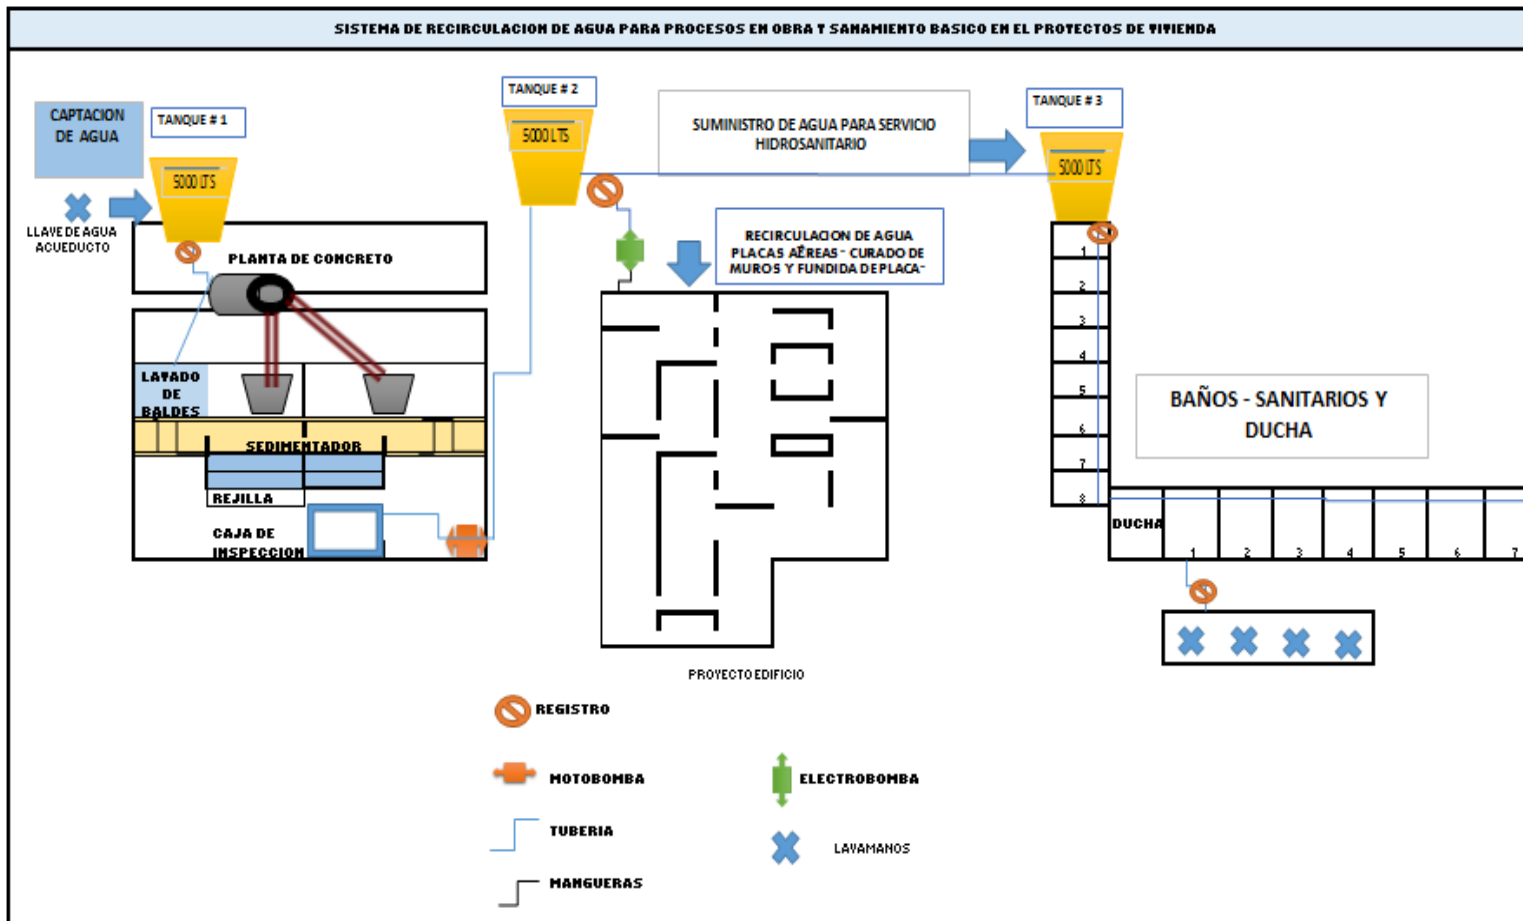 SISTEMA DE RECIRCULACION DE AGUA PARA PROCESOS EN OBRA Y SANAMIENTO BASICO EN EL PROYECTOS DE VIVIENDA
CAPTACION
DE AGUA
TANQUE # 1
5000 LTS
LLAVE DE AGUA
ACUEDUCTO
PLANTA DE CONCRETO
LAVADO
DE
BALDES
SEDIMENTADOR
REJILLA
CAJA DE
INSPECCION
TANQUE # 2
5000 LTS
SUMINISTRO DE AGUA PARA SERVICIO
HIDROSANITARIO
TANQUE # 3
5000 LTS
RECIRCULACION DE AGUA
PLACAS AÉREAS- CURADO DE
MUROS Y FUNDIDA DE PLACA-
PROYECTO EDIFICIO
1
2
3
4
5
6
7
8
BAÑOS - SANITARIOS Y
DUCHA
DUCHA
1 2 3 4 5 6 7
REGISTRO
MOTOBOMBA
ELECTROBOMBA
TUBERIA
LAVAMANOS
MANGUERAS